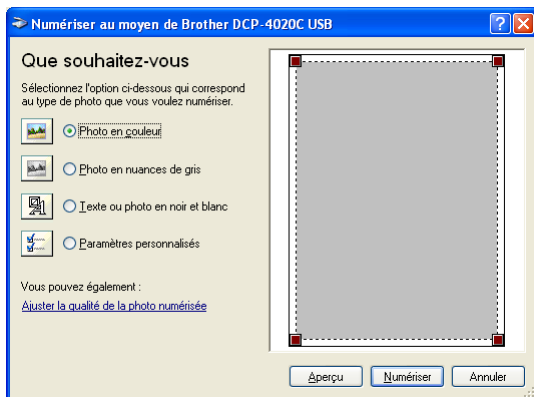 Numériser au moyen de Brother DCP-4020C USB
Que souhaitez-vous
Sélectionnez l'option ci-dessous qui correspond
au type de photo que vous voulez numériser.
Photo en couleur
Photo en nuances de gris
Texte ou photo en noir et blanc
Paramètres personnalisés
Vous pouvez également :
Ajuster la qualité de la photo numérisée
Aperçu
Numériser
Annuler